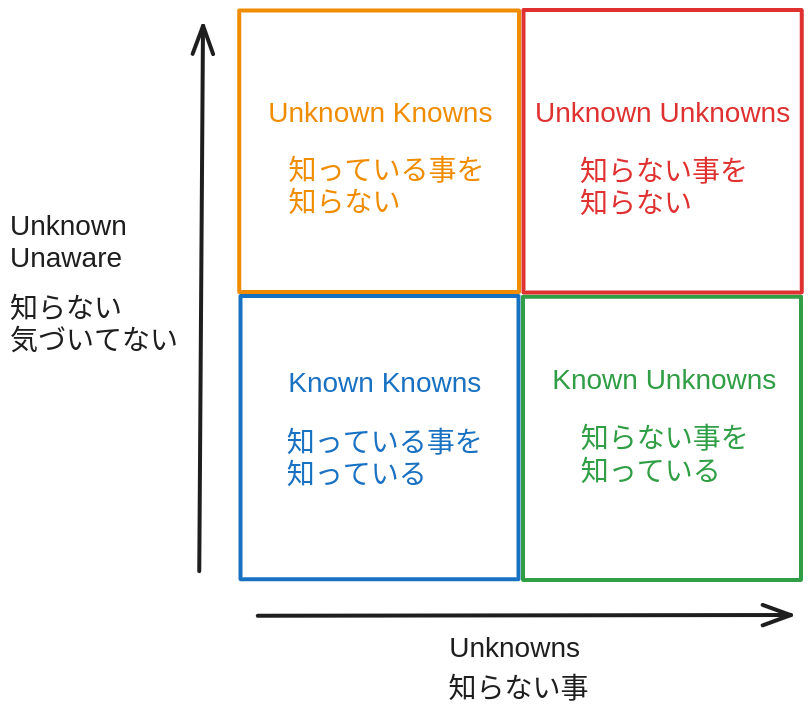 Unknown Knowns
知っている事を
知らない
Unknown Unknowns
知らない事を
知らない
Unknown
Unaware
知らない
気づいてない
Known Knowns
知っている事を
知っている
Known Unknowns
知らない事を
知っている
Unknowns
知らない事